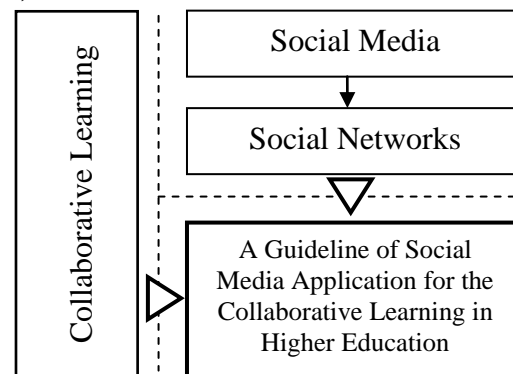 Collaborative Learning
Social Media
Social Networks
A Guideline of Social
Media Application for the
Collaborative Learning in
Higher Education